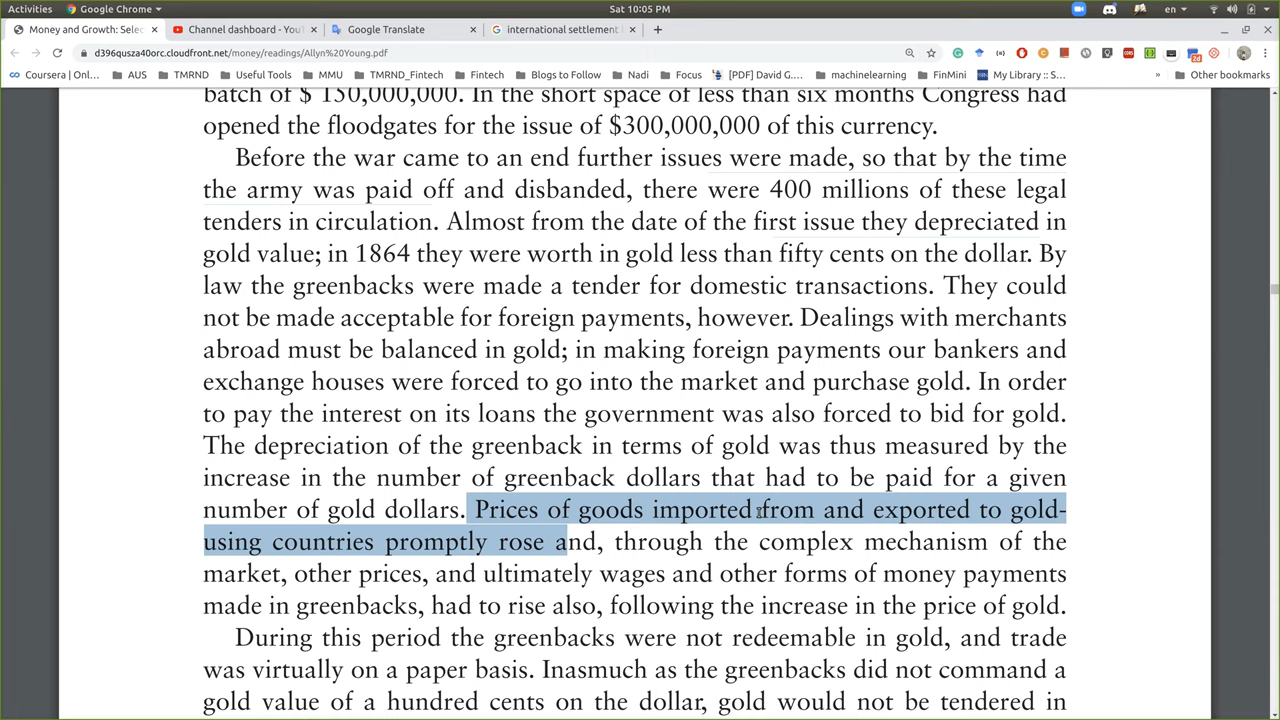 Activities
Google Chrome
Sat 10:05 PM
en
Money and Growth: Selec
Channel dashboard - YouT
Google Translate
international settlement
d396qusza40orc.cloudfront.net/money/readings/Allyn%20Young.pdf
Coursera | Onl…
AUS
TMRND
Useful Tools
MMU
TMRND_Fintech
Fintech
Blogs to Follow
Nadi
Focus
[PDF] David G.…
machinelearning
FinMini
My Library :: S…
»
Other bookmarks
batch of $ 150,000,000. In the short space of less than six months Congress had
opened the floodgates for the issue of $300,000,000 of this currency.
Before the war came to an end further issues were made, so that by the time
the army was paid off and disbanded, there were 400 millions of these legal
tenders in circulation. Almost from the date of the first issue they depreciated in
gold value; in 1864 they were worth in gold less than fifty cents on the dollar. By
law the greenbacks were made a tender for domestic transactions. They could
not be made acceptable for foreign payments, however. Dealings with merchants
abroad must be balanced in gold; in making foreign payments our bankers and
exchange houses were forced to go into the market and purchase gold. In order
to pay the interest on its loans the government was also forced to bid for gold.
The depreciation of the greenback in terms of gold was thus measured by the
increase in the number of greenback dollars that had to be paid for a given
number of gold dollars. Prices of goods imported from and exported to gold-
using countries promptly rose and, through the complex mechanism of the
market, other prices, and ultimately wages and other forms of money payments
made in greenbacks, had to rise also, following the increase in the price of gold.
During this period the greenbacks were not redeemable in gold, and trade
was virtually on a paper basis. Inasmuch as the greenbacks did not command a
gold value of a hundred cents on the dollar, gold would not be tendered in